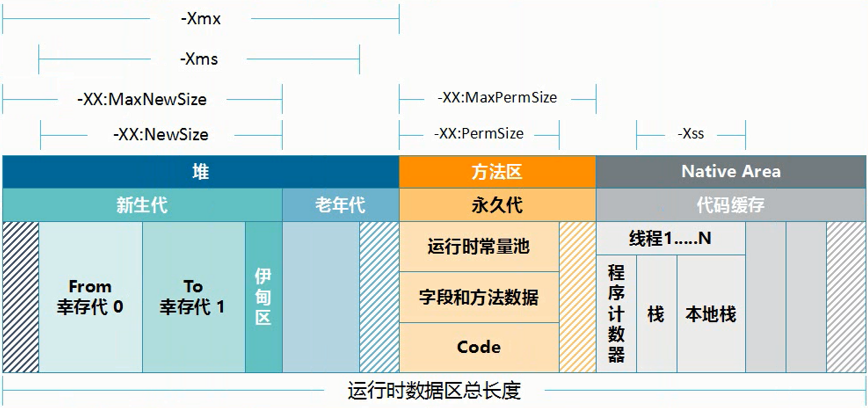 -Xmx
-Xms
-XX:MaxNewSize
-XX:MaxPermSize
-XX:NewSize
-XX:PermSize
-Xss
堆
方法区
Native Area
新生代
老年代
永久代
代码缓存
From
幸存代 0
To
幸存代 1
伊甸区
运行时常量池
字段和方法数据
Code
线程1.....N
程序计数器
栈
本地栈
运行时数据区总长度